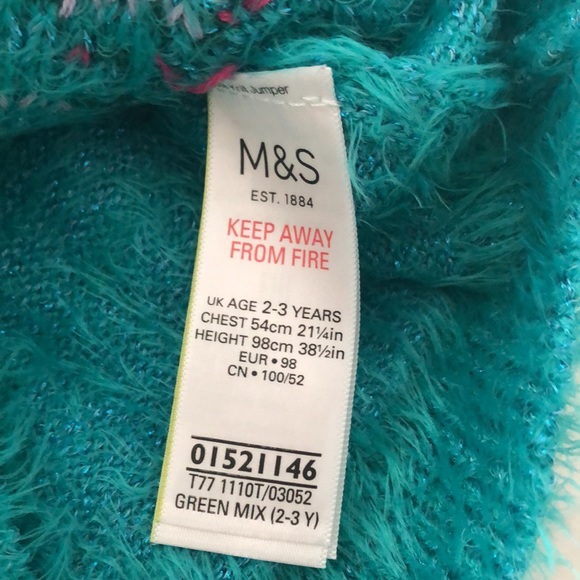 Jumper
M&S
EST. 1884
KEEP AWAY
FROM FIRE
UK AGE 2-3 YEARS
CHEST 54cm 21¼in
HEIGHT 98cm 38½in
EUR • 98
CN • 100/52
01521146
T77 1110T/03052
GREEN MIX (2-3 Y)